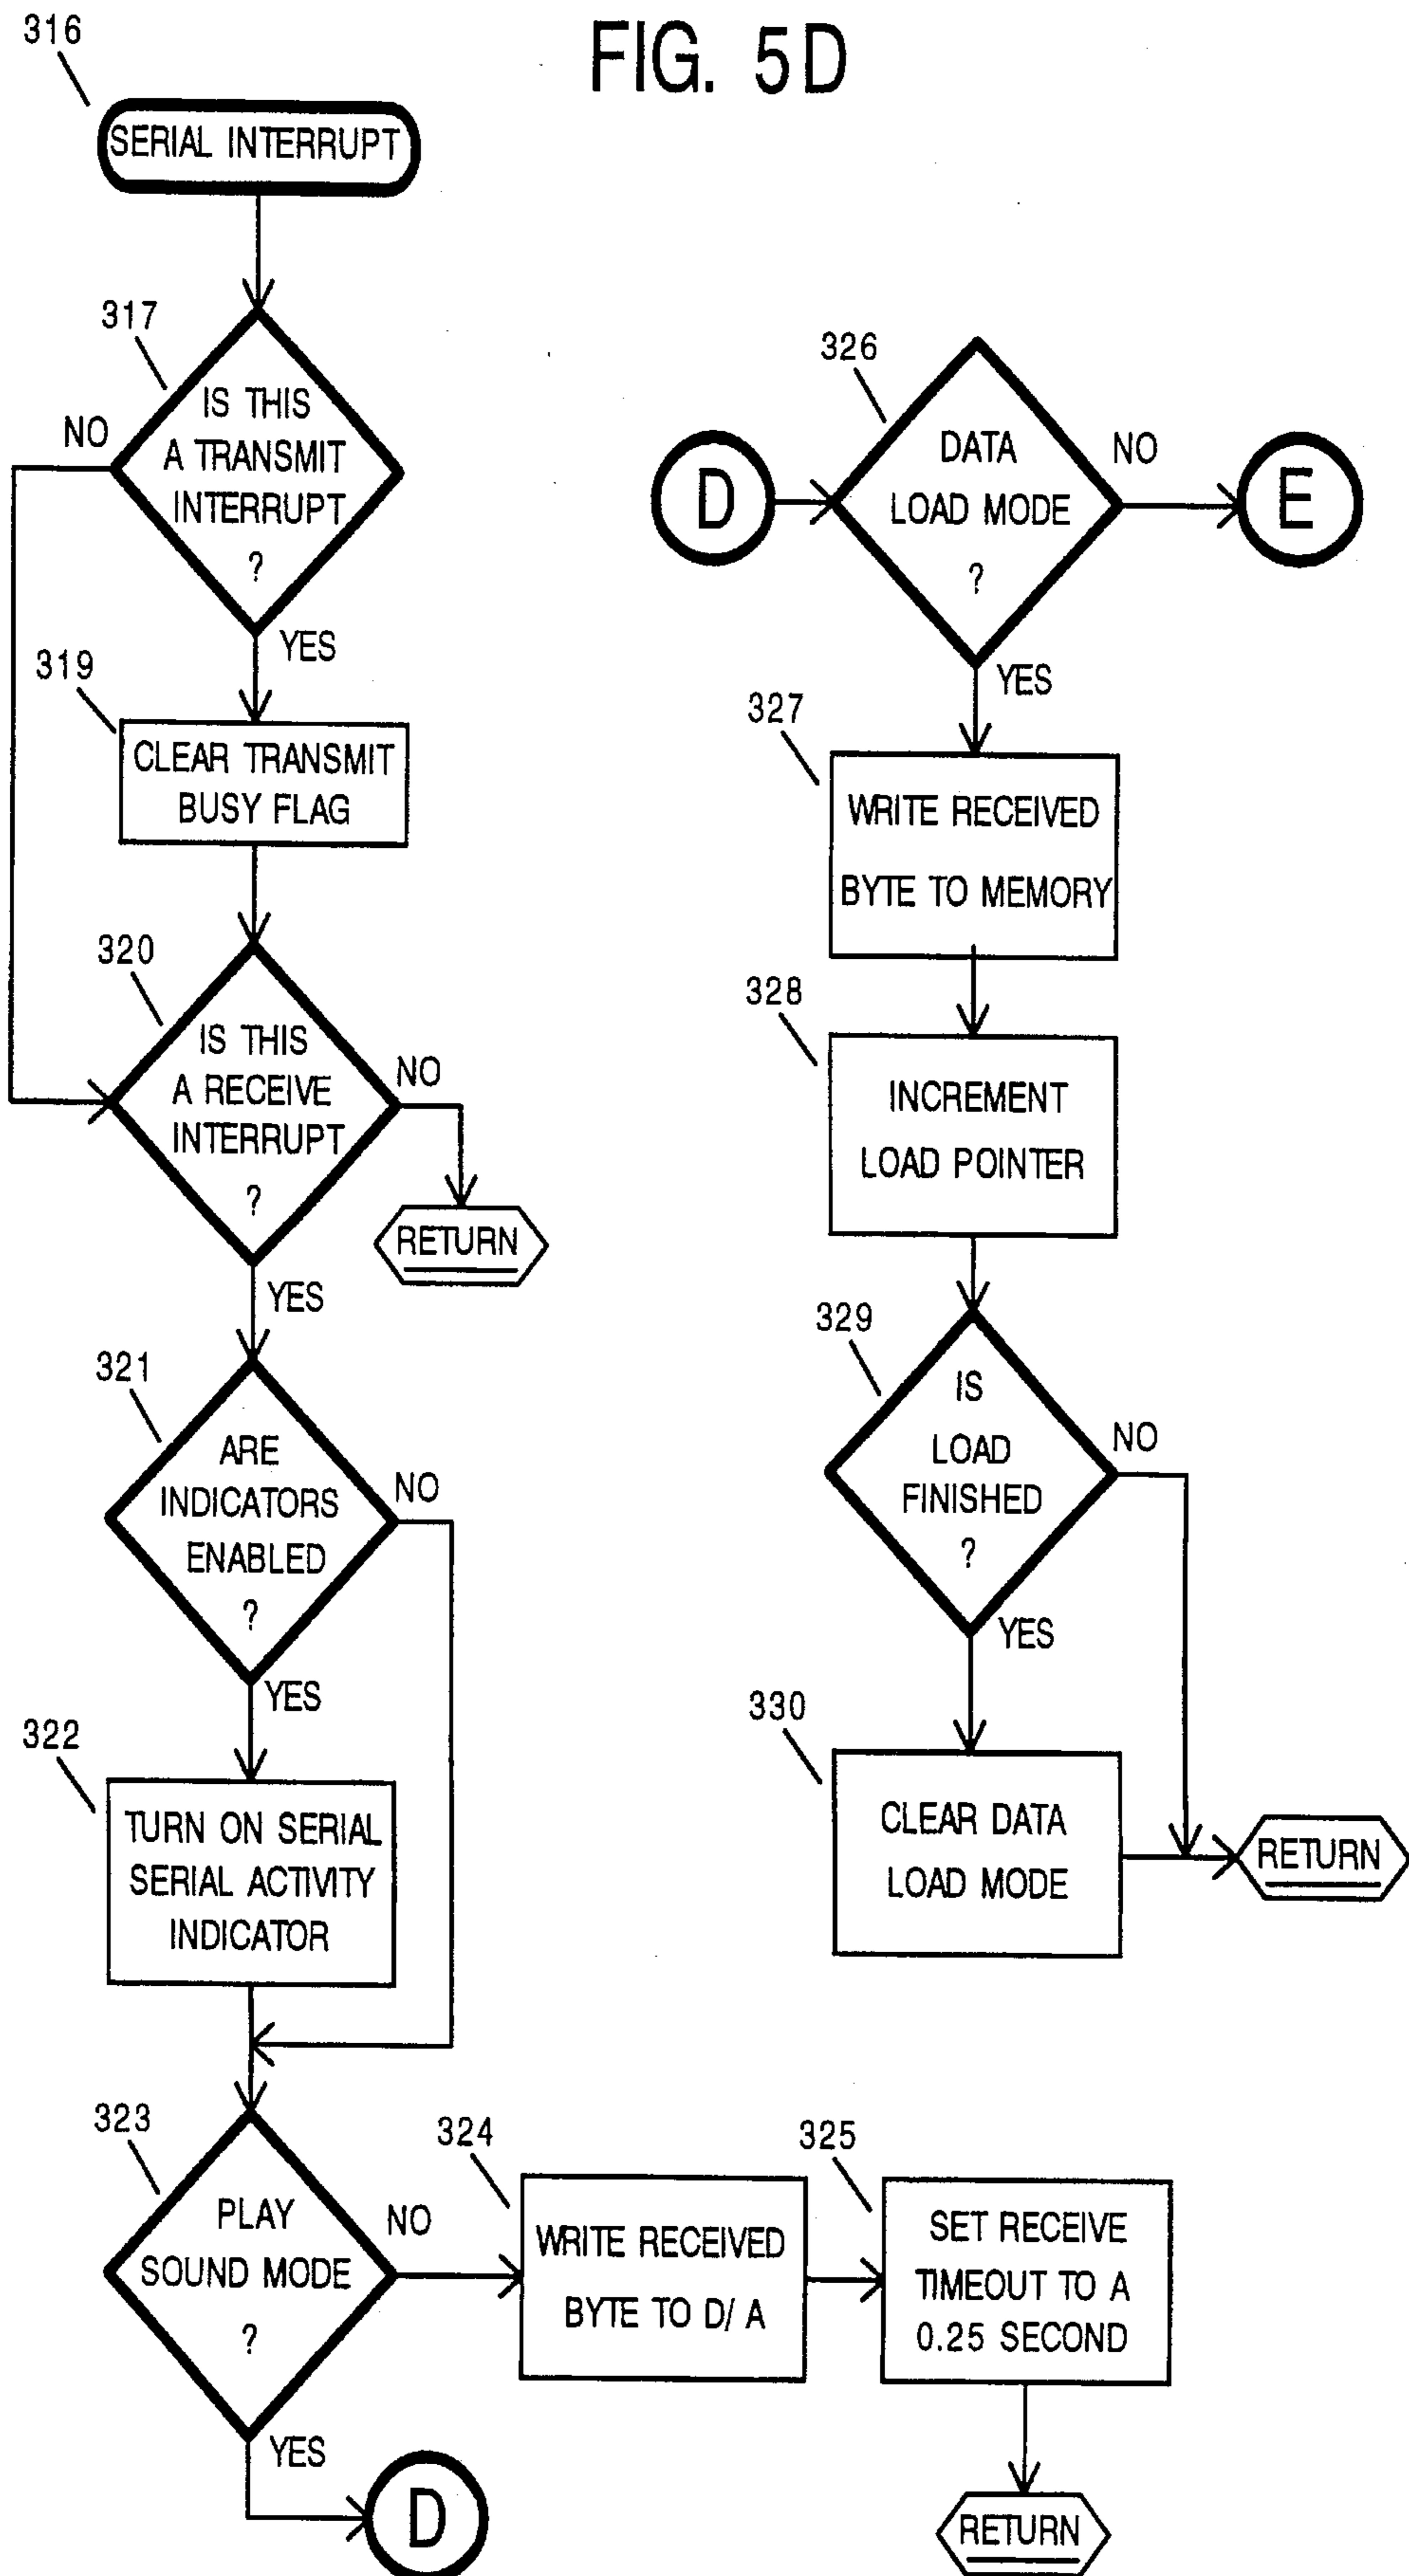 FIG. 5D
316
SERIAL INTERRUPT
317
IS THIS
A TRANSMIT
INTERRUPT
?
NO
YES
319
CLEAR TRANSMIT
BUSY FLAG
320
IS THIS
A RECEIVE
INTERRUPT
?
NO
RETURN
YES
321
ARE
INDICATORS
ENABLED
?
NO
YES
322
TURN ON SERIAL
SERIAL ACTIVITY
INDICATOR
323
PLAY
SOUND MODE
?
NO
YES
D
324
WRITE RECEIVED
BYTE TO D/ A
325
SET RECEIVE
TIMEOUT TO A
0.25 SECOND
RETURN
D
326
DATA
LOAD MODE
?
NO
E
YES
327
WRITE RECEIVED
BYTE TO MEMORY
328
INCREMENT
LOAD POINTER
329
IS
LOAD
FINISHED
?
NO
YES
330
CLEAR DATA
LOAD MODE
RETURN